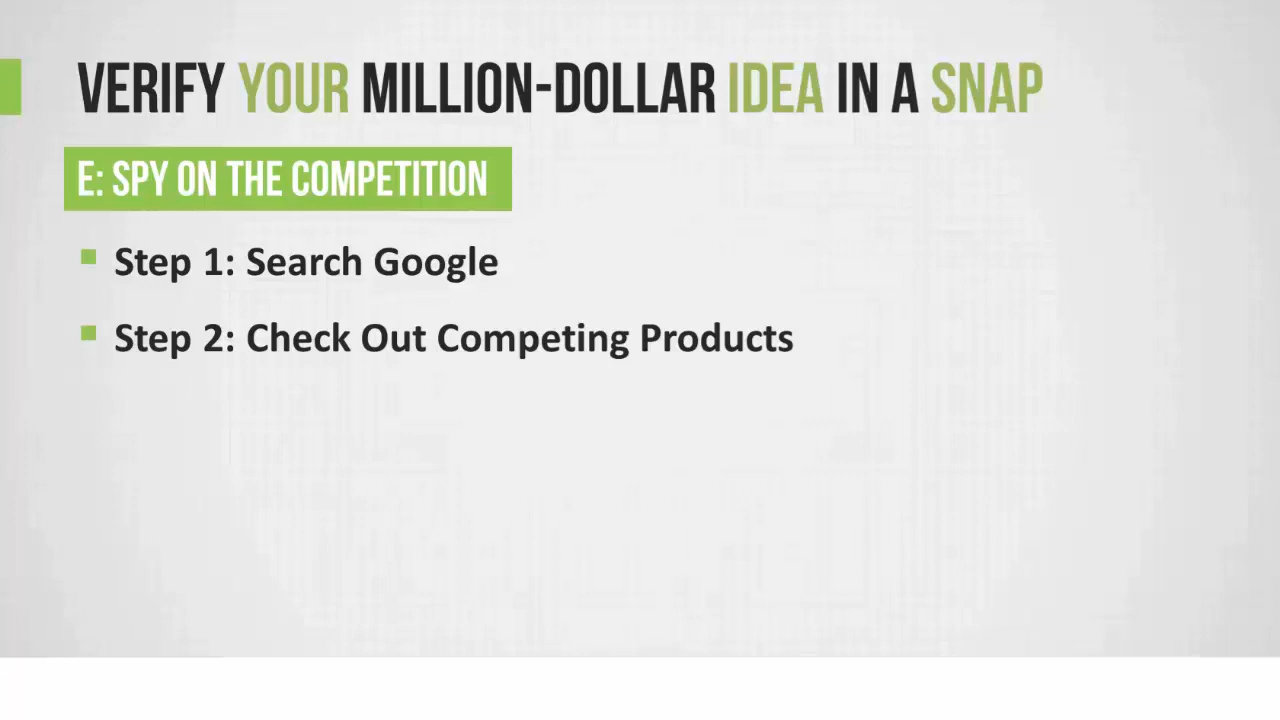 VERIFY YOUR MILLION-DOLLAR IDEA IN A SNAP
E: SPY ON THE COMPETITION
Step 1: Search Google
Step 2: Check Out Competing Products